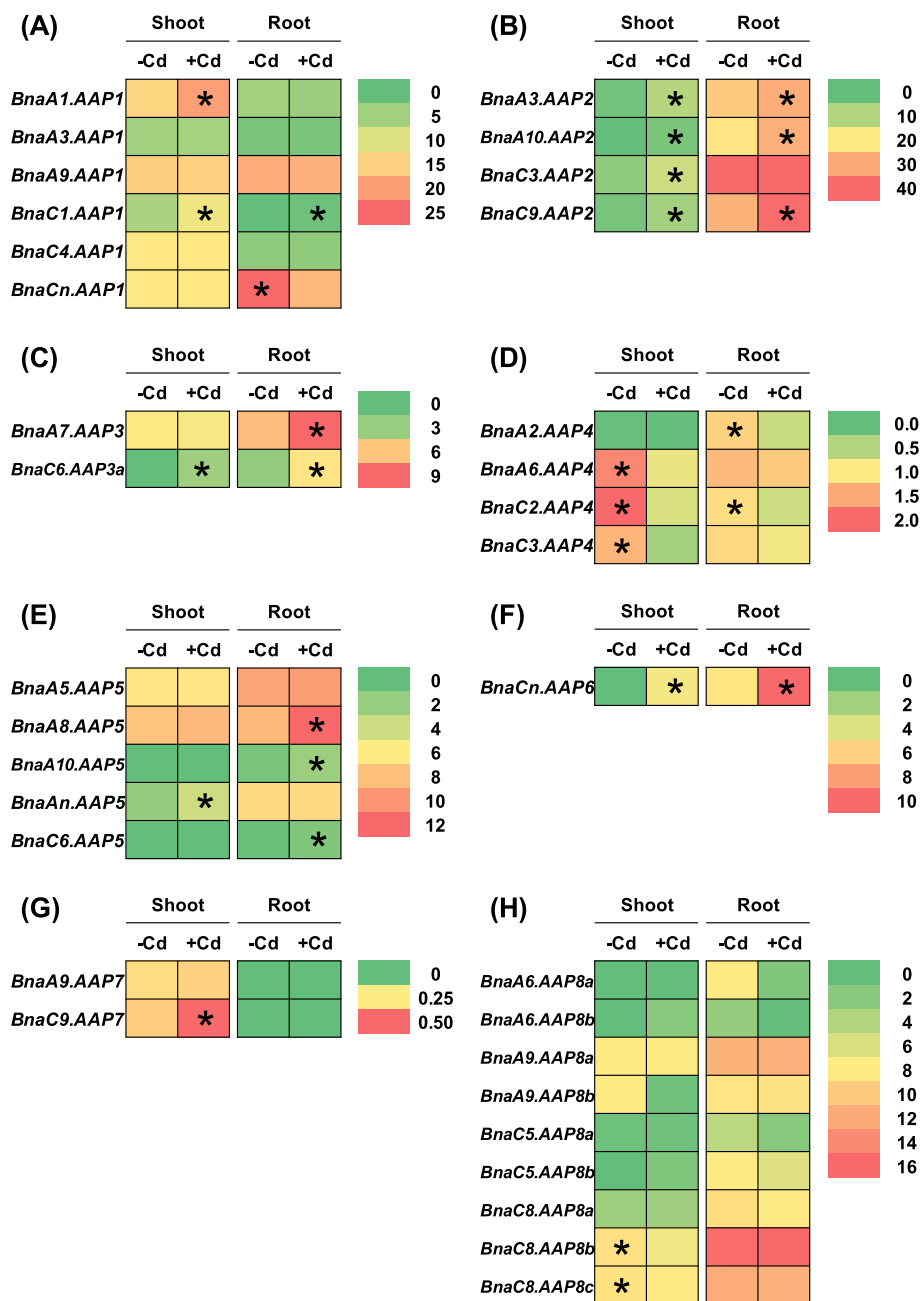 (A)
Shoot Root
-Cd +Cd -Cd +Cd
BnaA1.AAP1 *
BnaA3.AAP1
BnaA9.AAP1
BnaC1.AAP1 * *
BnaC4.AAP1
BnaCn.AAP1 *
0
5
10
15
20
25
(B)
Shoot Root
-Cd +Cd -Cd +Cd
BnaA3.AAP2 * *
BnaA10.AAP2 * *
BnaC3.AAP2 *
BnaC9.AAP2 * *
0
10
20
30
40
(C)
Shoot Root
-Cd +Cd -Cd +Cd
BnaA7.AAP3 *
BnaC6.AAP3a * *
0
3
6
9
(D)
Shoot Root
-Cd +Cd -Cd +Cd
BnaA2.AAP4 *
BnaA6.AAP4 *
BnaC2.AAP4 * *
BnaC3.AAP4 *
0.0
0.5
1.0
1.5
2.0
(E)
Shoot Root
-Cd +Cd -Cd +Cd
BnaA5.AAP5
BnaA8.AAP5 *
BnaA10.AAP5 *
BnaAn.AAP5 *
BnaC6.AAP5 *
0
2
4
6
8
10
12
(F)
Shoot Root
-Cd +Cd -Cd +Cd
BnaCn.AAP6 * *
0
2
4
6
8
10
(G)
Shoot Root
-Cd +Cd -Cd +Cd
BnaA9.AAP7
BnaC9.AAP7 *
0
0.25
0.50
(H)
Shoot Root
-Cd +Cd -Cd +Cd
BnaA6.AAP8a
BnaA6.AAP8b
BnaA9.AAP8a
BnaA9.AAP8b
BnaC5.AAP8a
BnaC5.AAP8b
BnaC8.AAP8a
BnaC8.AAP8b *
BnaC8.AAP8c *
0
2
4
6
8
10
12
14
16